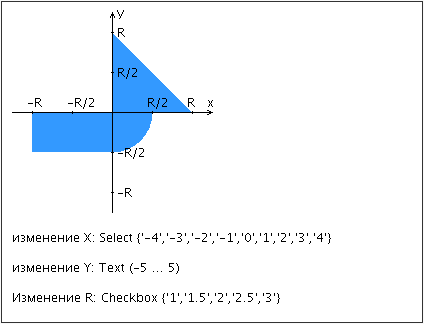 Y
R
R/2
-R -R/2 R/2 R x
-R/2
-R
изменение X: Select {'-4','-3','-2','-1','0','1','2','3','4'}
изменение Y: Text (-5 ... 5)
Изменение R: Checkbox {'1','1.5','2','2.5','3'}